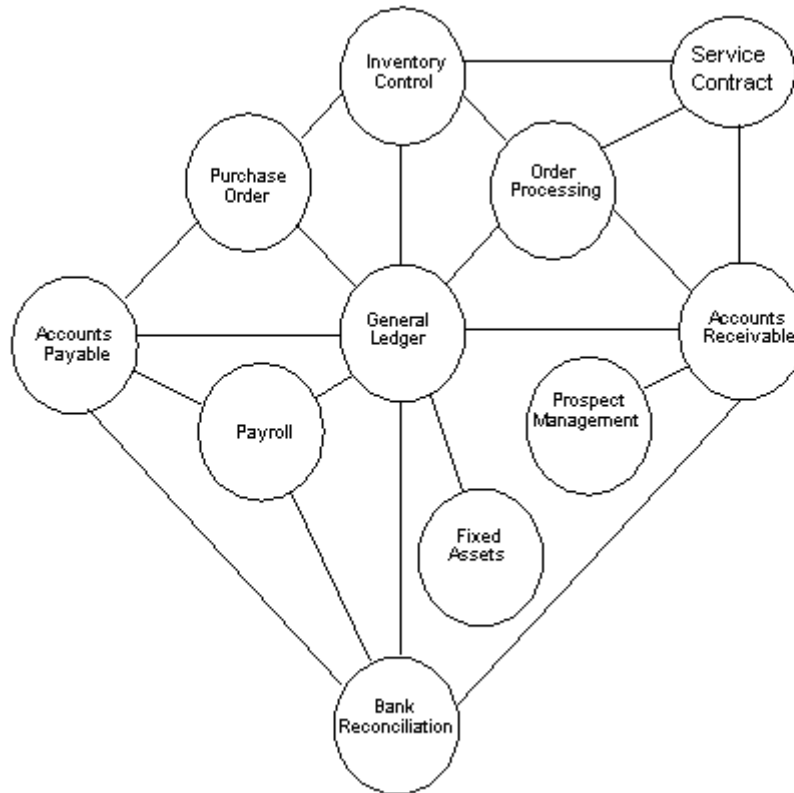 Inventory
Control
Service
Contract
Purchase
Order
Order
Processing
Accounts
Payable
General
Ledger
Accounts
Receivable
Payroll
Prospect
Management
Fixed
Assets
Bank
Reconciliation